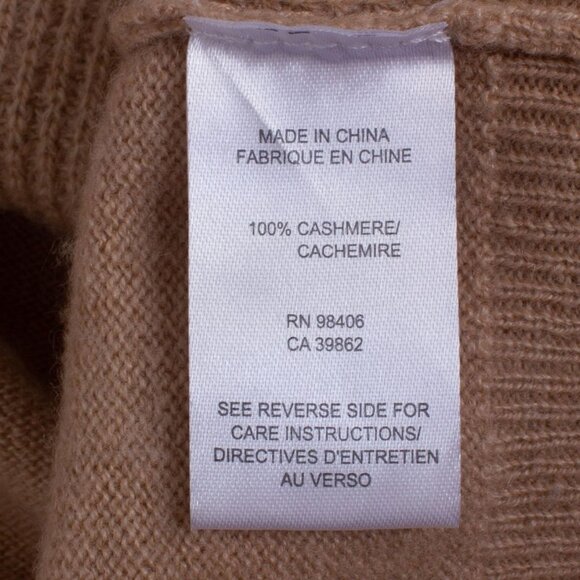 MADE IN CHINA
FABRIQUE EN CHINE
100% CASHMERE/
CACHEMIRE
RN 98406
CA 39862
SEE REVERSE SIDE FOR
CARE INSTRUCTIONS/
DIRECTIVES D'ENTRETIEN
AU VERSO